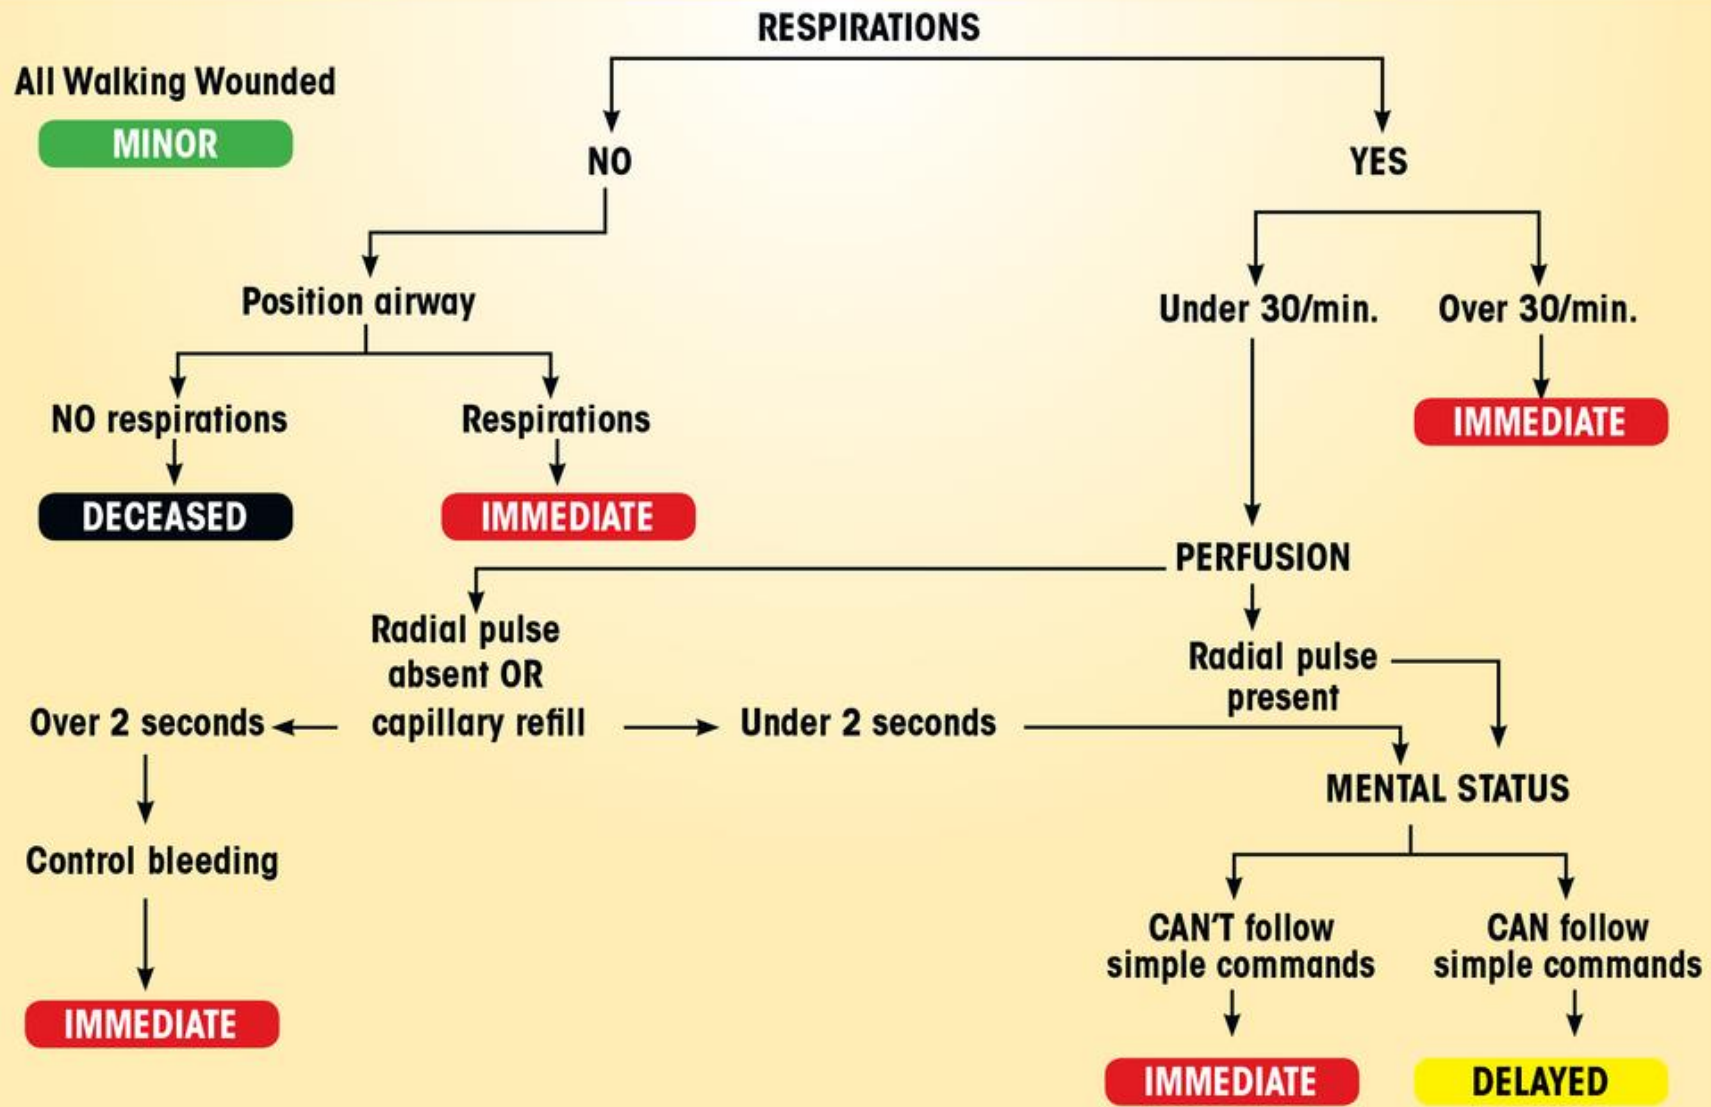 RESPIRATIONS
All Walking Wounded
MINOR
NO
YES
Position airway
Under 30/min.
Over 30/min.
NO respirations
Respirations
IMMEDIATE
DECEASED
IMMEDIATE
PERFUSION
Radial pulse
absent OR
capillary refill
Radial pulse
present
Over 2 seconds
Under 2 seconds
MENTAL STATUS
Control bleeding
CAN'T follow
simple commands
CAN follow
simple commands
IMMEDIATE
IMMEDIATE
DELAYED